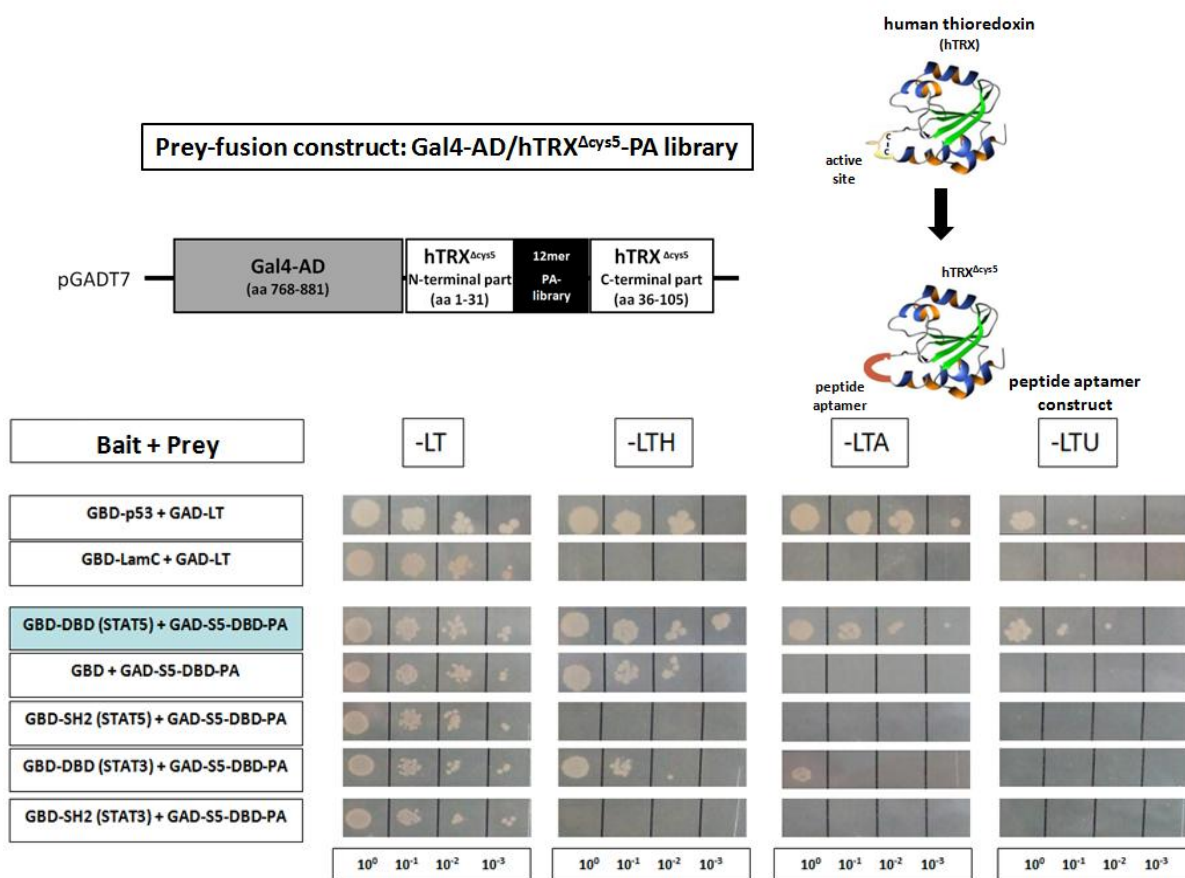 human thioredoxin
(hTRX)
Prey-fusion construct: Gal4-AD/hTRXΔcys5-PA library
C
C
active
site
hTRXΔcys5
pGADT7
Gal4-AD
(aa 768-881)
hTRXΔcys5
N-terminal part
(aa 1-31)
12mer
PA-
library
hTRXΔcys5
C-terminal part
(aa 36-105)
peptide
aptamer
peptide aptamer
construct
Bait + Prey
-LT
-LTH
-LTA
-LTU
GBD-p53 + GAD-LT
GBD-LamC + GAD-LT
GBD-DBD (STAT5) + GAD-S5-DBD-PA
GBD + GAD-S5-DBD-PA
GBD-SH2 (STAT5) + GAD-S5-DBD-PA
GBD-DBD (STAT3) + GAD-S5-DBD-PA
GBD-SH2 (STAT3) + GAD-S5-DBD-PA
10⁰ 10⁻¹ 10⁻² 10⁻³
10⁰ 10⁻¹ 10⁻² 10⁻³
10⁰ 10⁻¹ 10⁻² 10⁻³
10⁰ 10⁻¹ 10⁻² 10⁻³